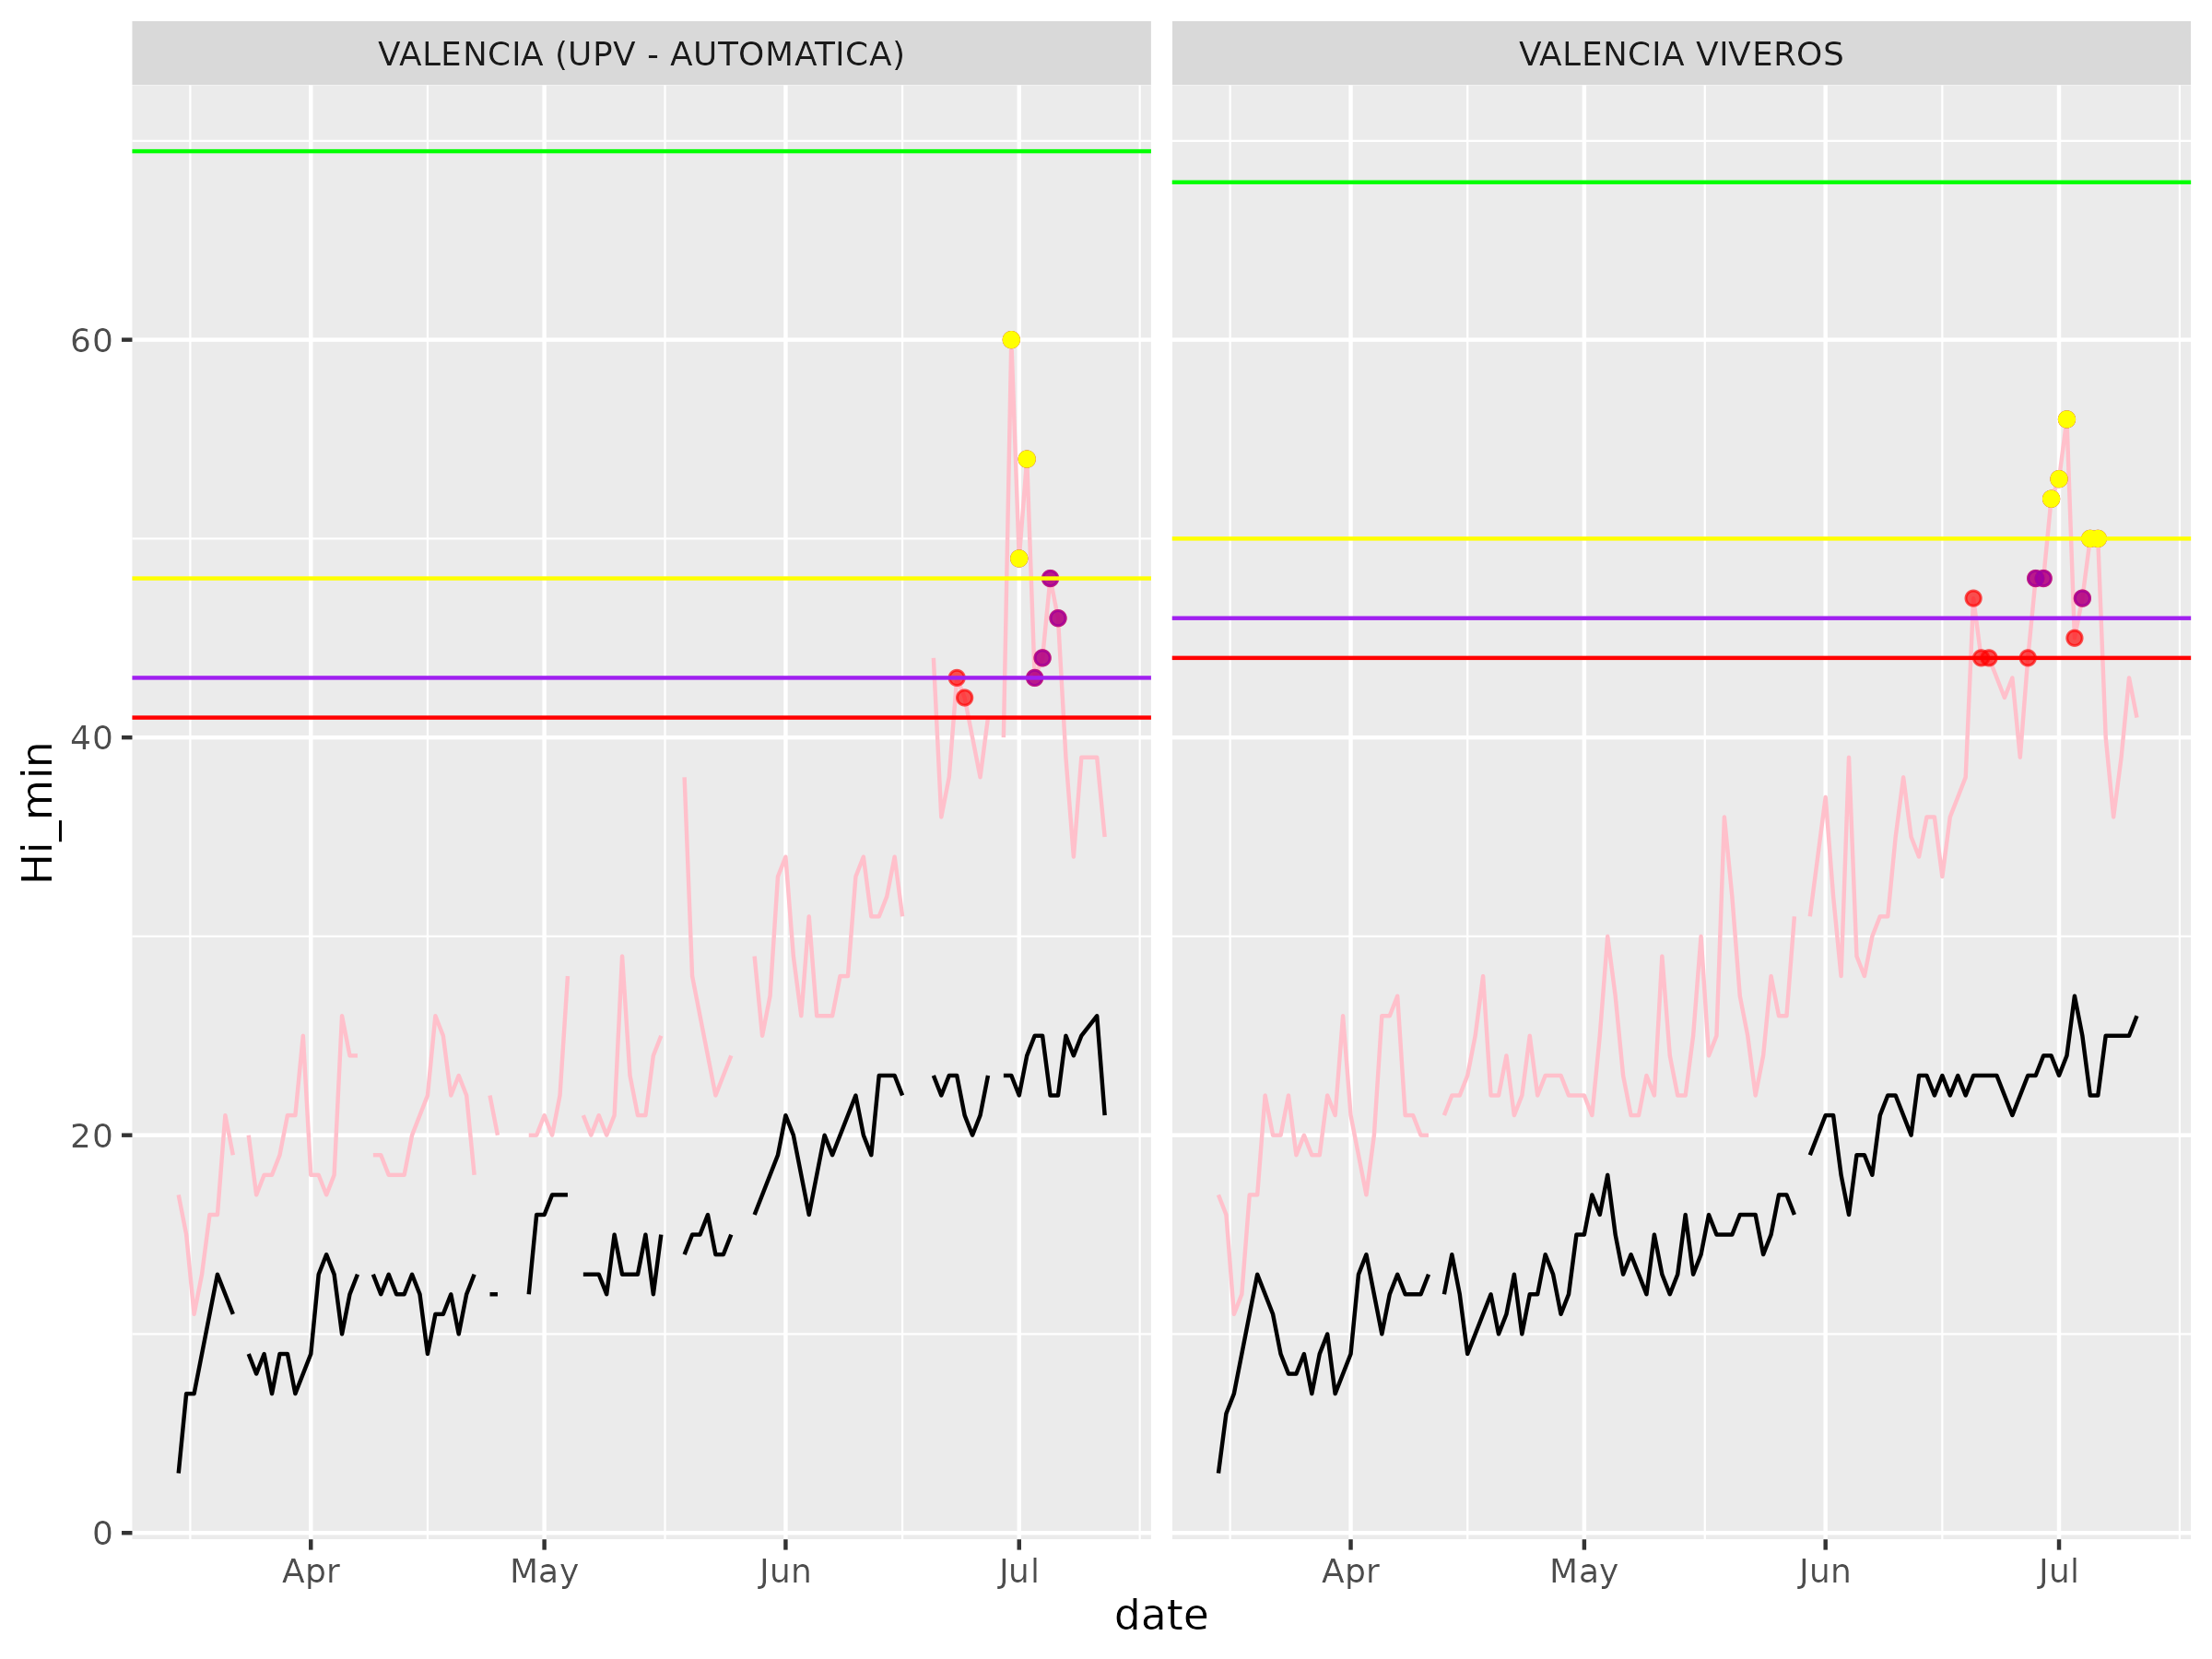 VALENCIA (UPV - AUTOMATICA)
VALENCIA VIVEROS
Hi_min
60
40
20
0
Apr May Jun Jul
Apr May Jun Jul
date